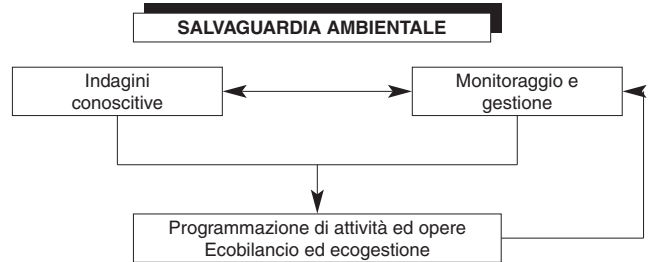 SALVAGUARDIA AMBIENTALE
Indagini
conoscitive
Monitoraggio e
gestione
Programmazione di attività ed opere
Ecobilancio ed ecogestione